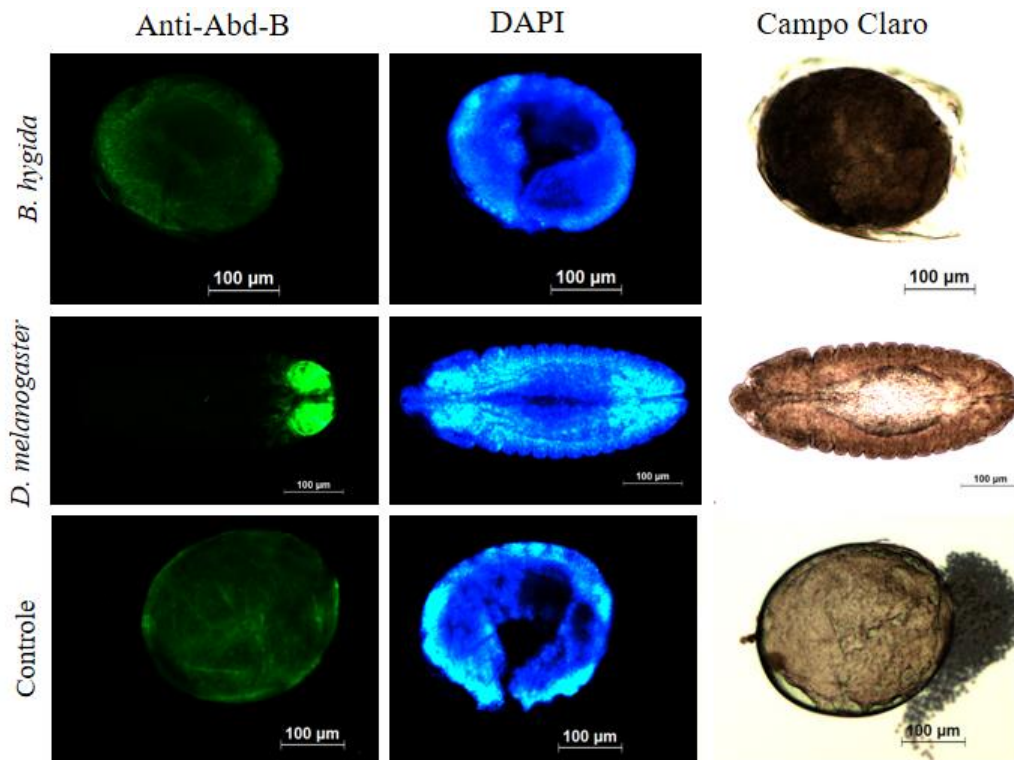 Anti-Abd-B
DAPI
Campo Claro
B. hygida
100 µm
100 µm
100 µm
D. melanogaster
100 µm
100 µm
100 µm
Controle
100 µm
100 µm
100 µm